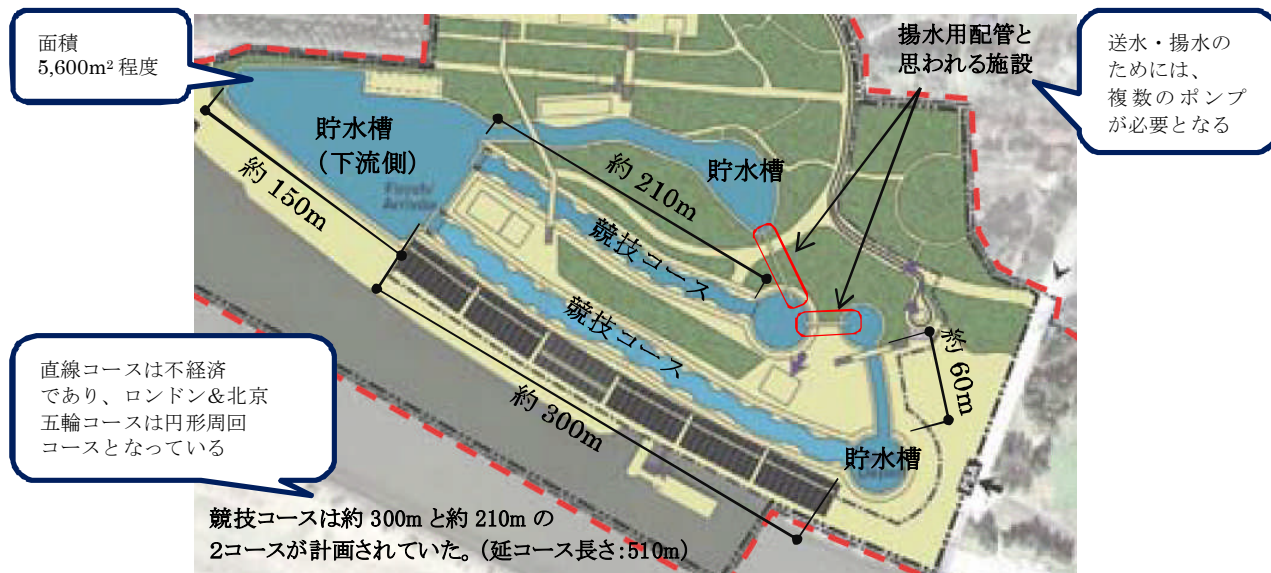 面積
5,600m² 程度
揚水用配管と
思われる施設
送水・揚水の
ためには、
複数のポンプ
が必要となる
貯水槽
(下流側)
約 210m
貯水槽
約 150m
競技コース
競技コース
約 60m
約 300m
貯水槽
直線コースは不経済
であり、ロンドン＆北京
五輪コースは円形周回
コースとなっている
競技コースは約 300m と約 210m の
2コースが計画されていた。(延コース長さ:510m)